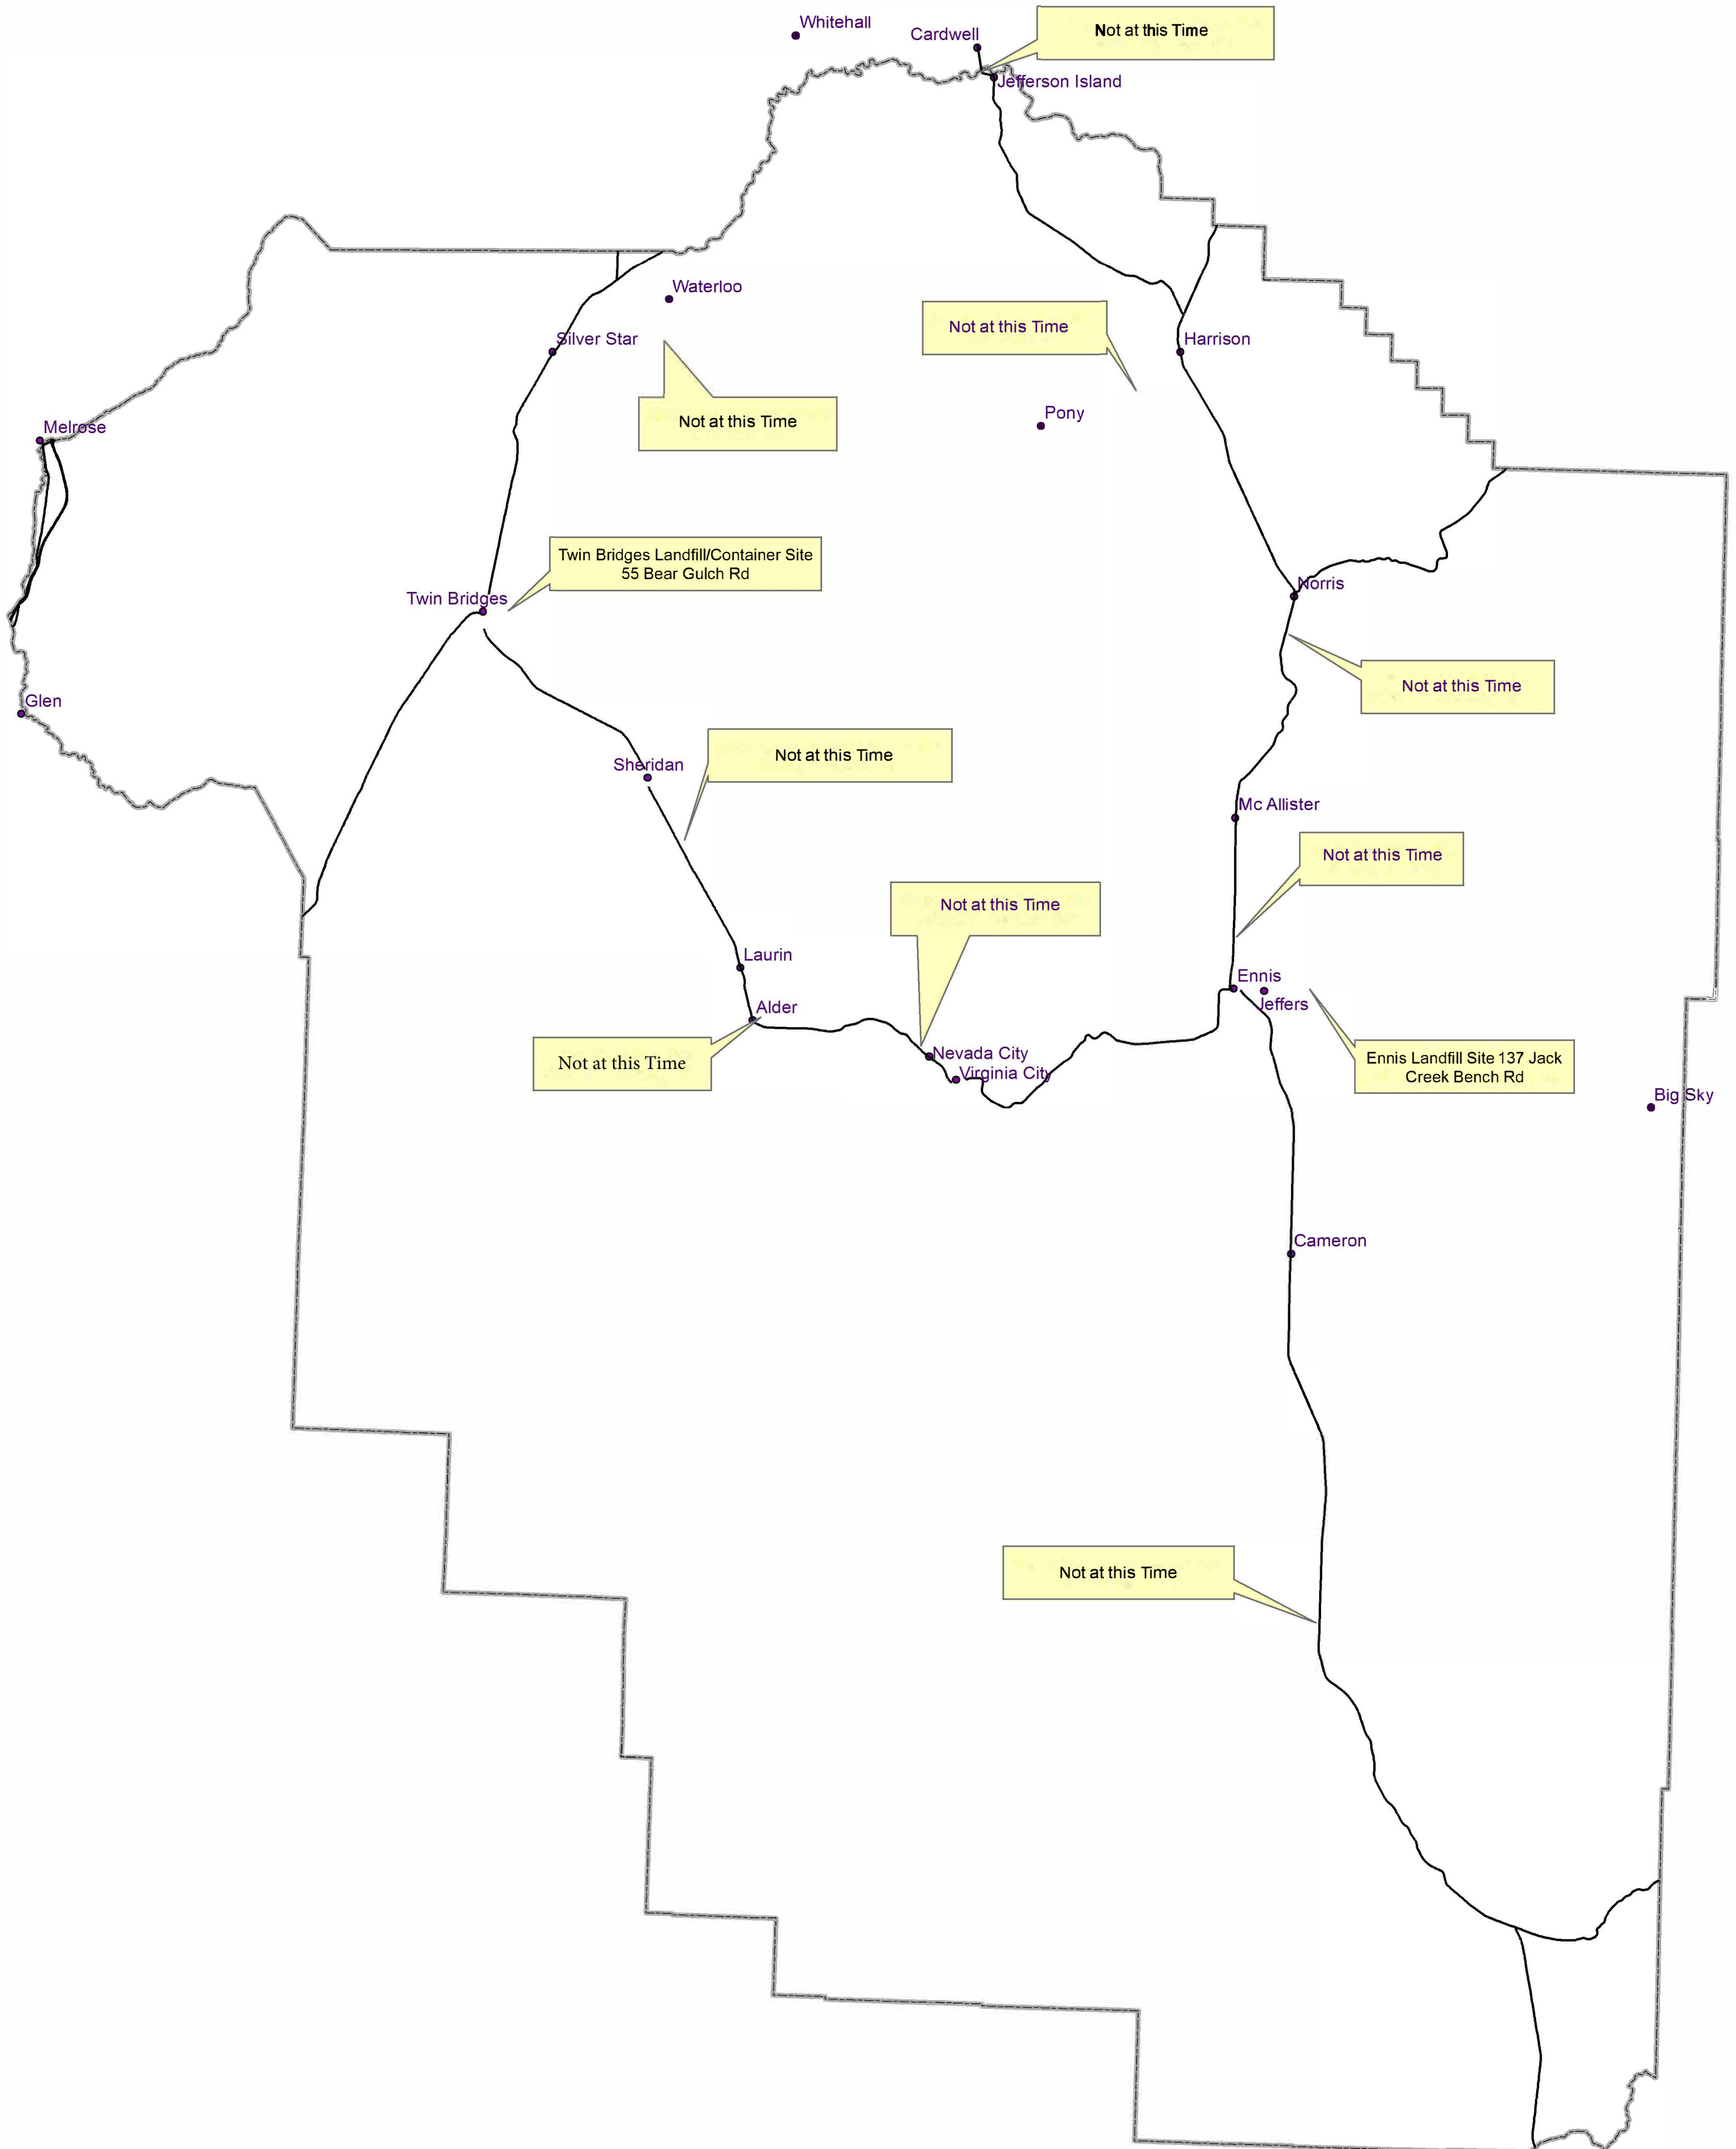 Whitehall
Cardwell
Not at this Time
Jefferson Island
Waterloo
Silver Star
Not at this Time
Harrison
Not at this Time
Pony
Melrose
Twin Bridges Landfill/Container Site
55 Bear Gulch Rd
Twin Bridges
Norris
Not at this Time
Glen
Not at this Time
Sheridan
Mc Allister
Not at this Time
Not at this Time
Laurin
Ennis
Jeffers
Alder
Not at this Time
Nevada City
Virginia City
Ennis Landfill Site 137 Jack
Creek Bench Rd
Big Sky
Cameron
Not at this Time